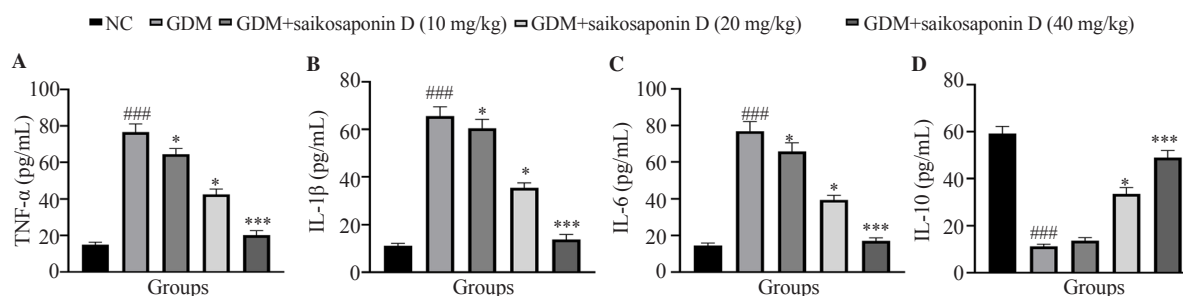 NC GDM GDM+saikosaponin D (10 mg/kg) GDM+saikosaponin D (20 mg/kg) GDM+saikosaponin D (40 mg/kg)
A
TNF-α (pg/mL)
100
80
60
40
20
0
###
*
*
***
Groups
B
IL-1β (pg/mL)
80
60
40
20
0
###
*
*
***
Groups
C
IL-6 (pg/mL)
100
80
60
40
20
0
###
*
*
***
Groups
D
IL-10 (pg/mL)
80
60
40
20
0
###
*
***
Groups